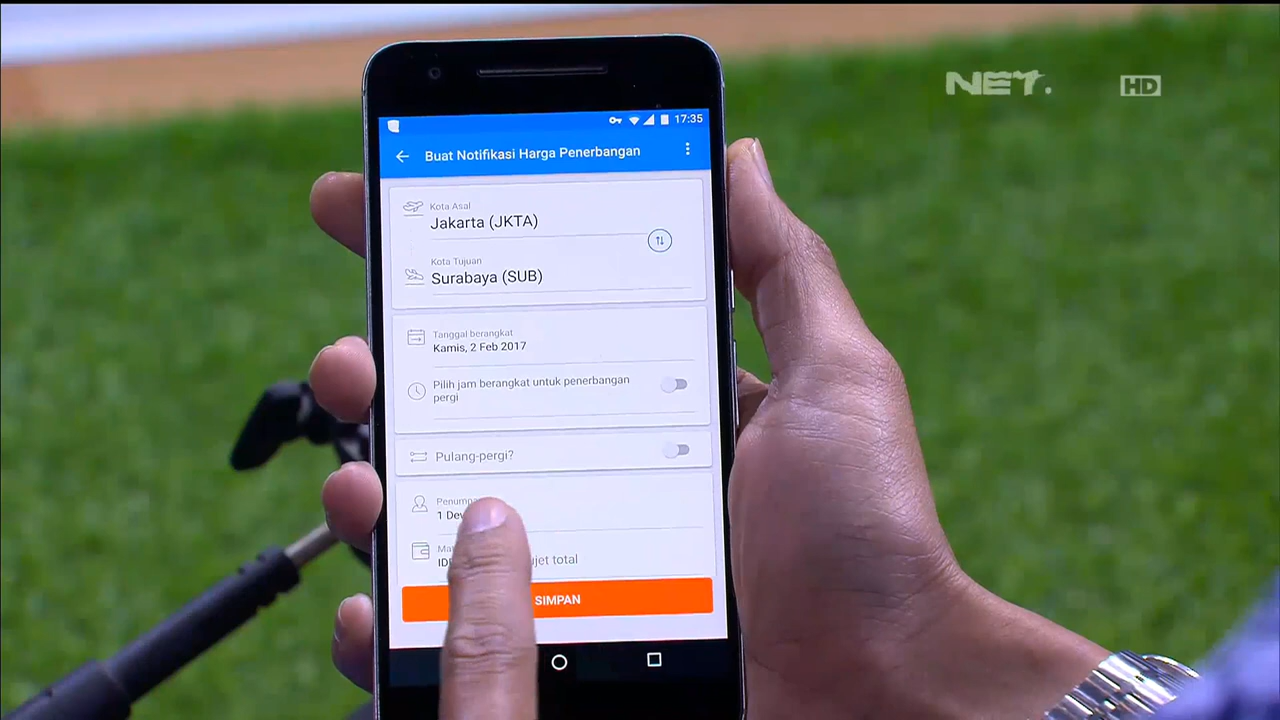 NET.
HD
17:35
Buat Notifikasi Harga Penerbangan
Kota Asal
Jakarta (JKTA)
Kota Tujuan
Surabaya (SUB)
Tanggal berangkat
Kamis, 2 Feb 2017
Pilih jam berangkat untuk penerbangan
pergi
Pulang-pergi?
1
total
SIMPAN